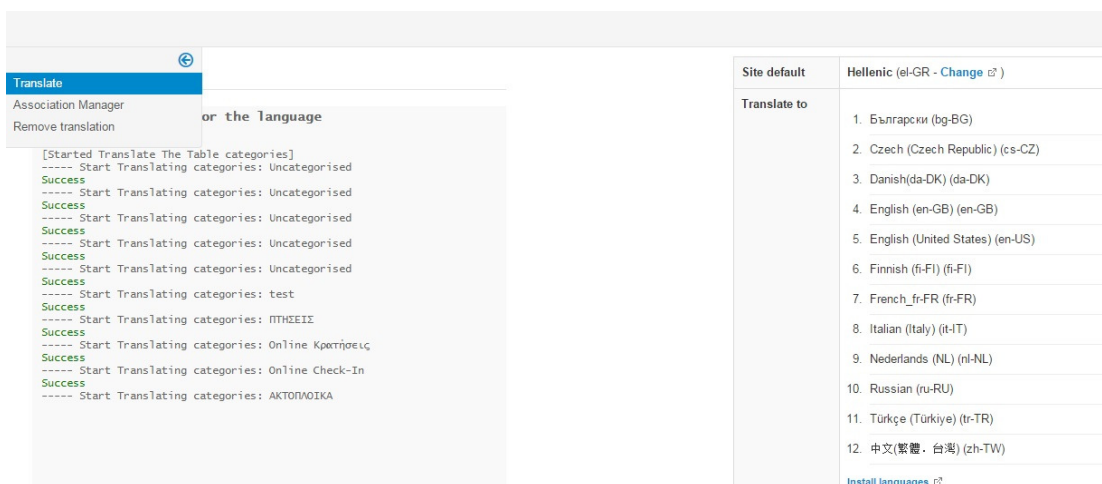 Translate
Association Manager
Remove translation
or the language
[Started Translate The Table categories]
----- Start Translating categories: Uncategorised
Success
----- Start Translating categories: Uncategorised
Success
----- Start Translating categories: Uncategorised
Success
----- Start Translating categories: Uncategorised
Success
----- Start Translating categories: Uncategorised
Success
----- Start Translating categories: test
Success
----- Start Translating categories: ΠΤΗΣΕΙΣ
Success
----- Start Translating categories: Online Κρατήσεις
Success
----- Start Translating categories: Online Check-In
Success
----- Start Translating categories: ΑΚΤΟΠΛΟΙΚΑ
Site default Hellenic (el-GR - Change )
Translate to
1. Български (bg-BG)
2. Czech (Czech Republic) (cs-CZ)
3. Danish(da-DK) (da-DK)
4. English (en-GB) (en-GB)
5. English (United States) (en-US)
6. Finnish (fi-FI) (fi-FI)
7. French_fr-FR (fr-FR)
8. Italian (Italy) (it-IT)
9. Nederlands (NL) (nl-NL)
10. Russian (ru-RU)
11. Türkçe (Türkiye) (tr-TR)
12. 中文(繁體．台灣) (zh-TW)
Install languages